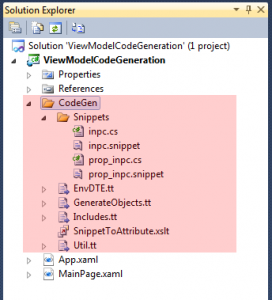 Solution Explorer
Solution 'ViewModelCodeGeneration' (1 project)
ViewModelCodeGeneration
Properties
References
CodeGen
Snippets
inpc.cs
inpc.snippet
prop_inpc.cs
prop_inpc.snippet
EnvDTE.tt
GenerateObjects.tt
Includes.tt
SnippetToAttribute.xslt
Util.tt
App.xaml
MainPage.xaml